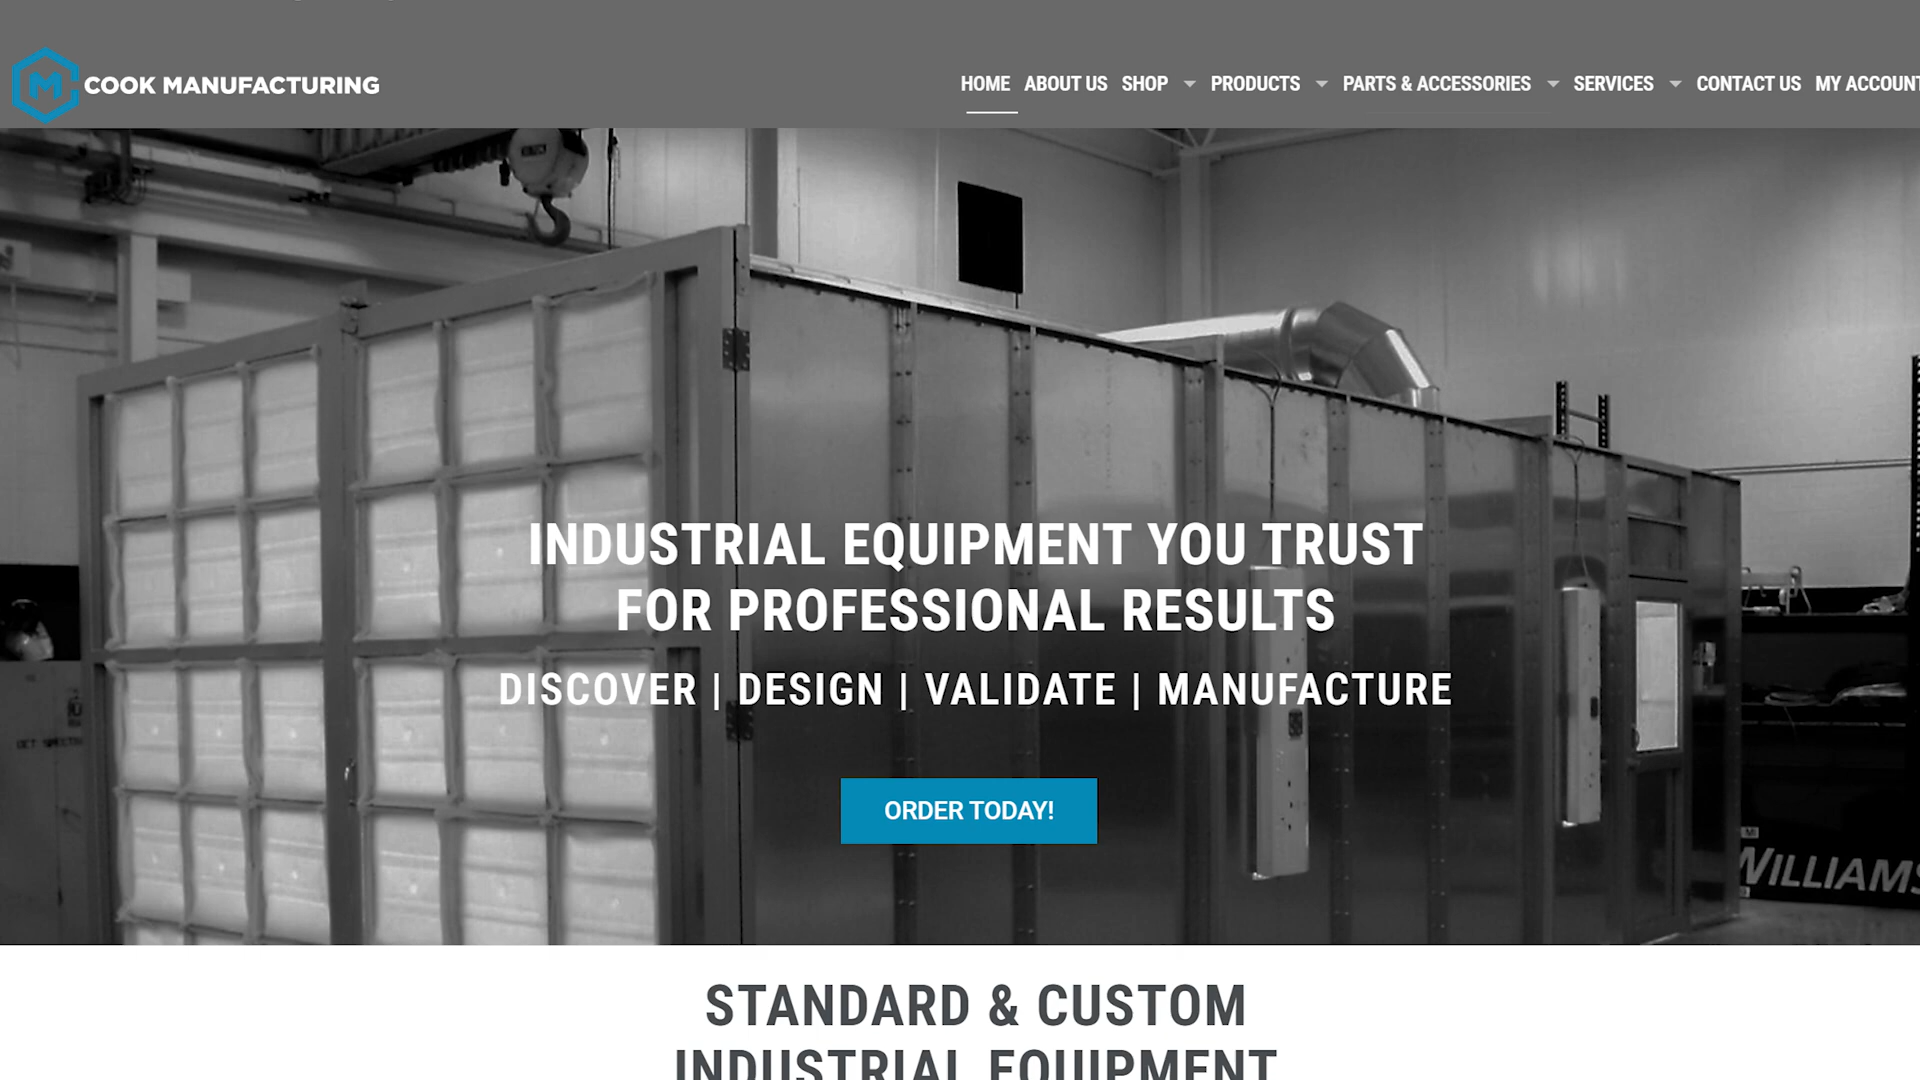 COOK MANUFACTURING
HOME ABOUT US SHOP PRODUCTS PARTS & ACCESSORIES SERVICES CONTACT US MY ACCOUNT
INDUSTRIAL EQUIPMENT YOU TRUST
FOR PROFESSIONAL RESULTS
DISCOVER | DESIGN | VALIDATE | MANUFACTURE
ORDER TODAY!
WILLIAMS
STANDARD & CUSTOM
INDUSTRIAL EQUIPMENT